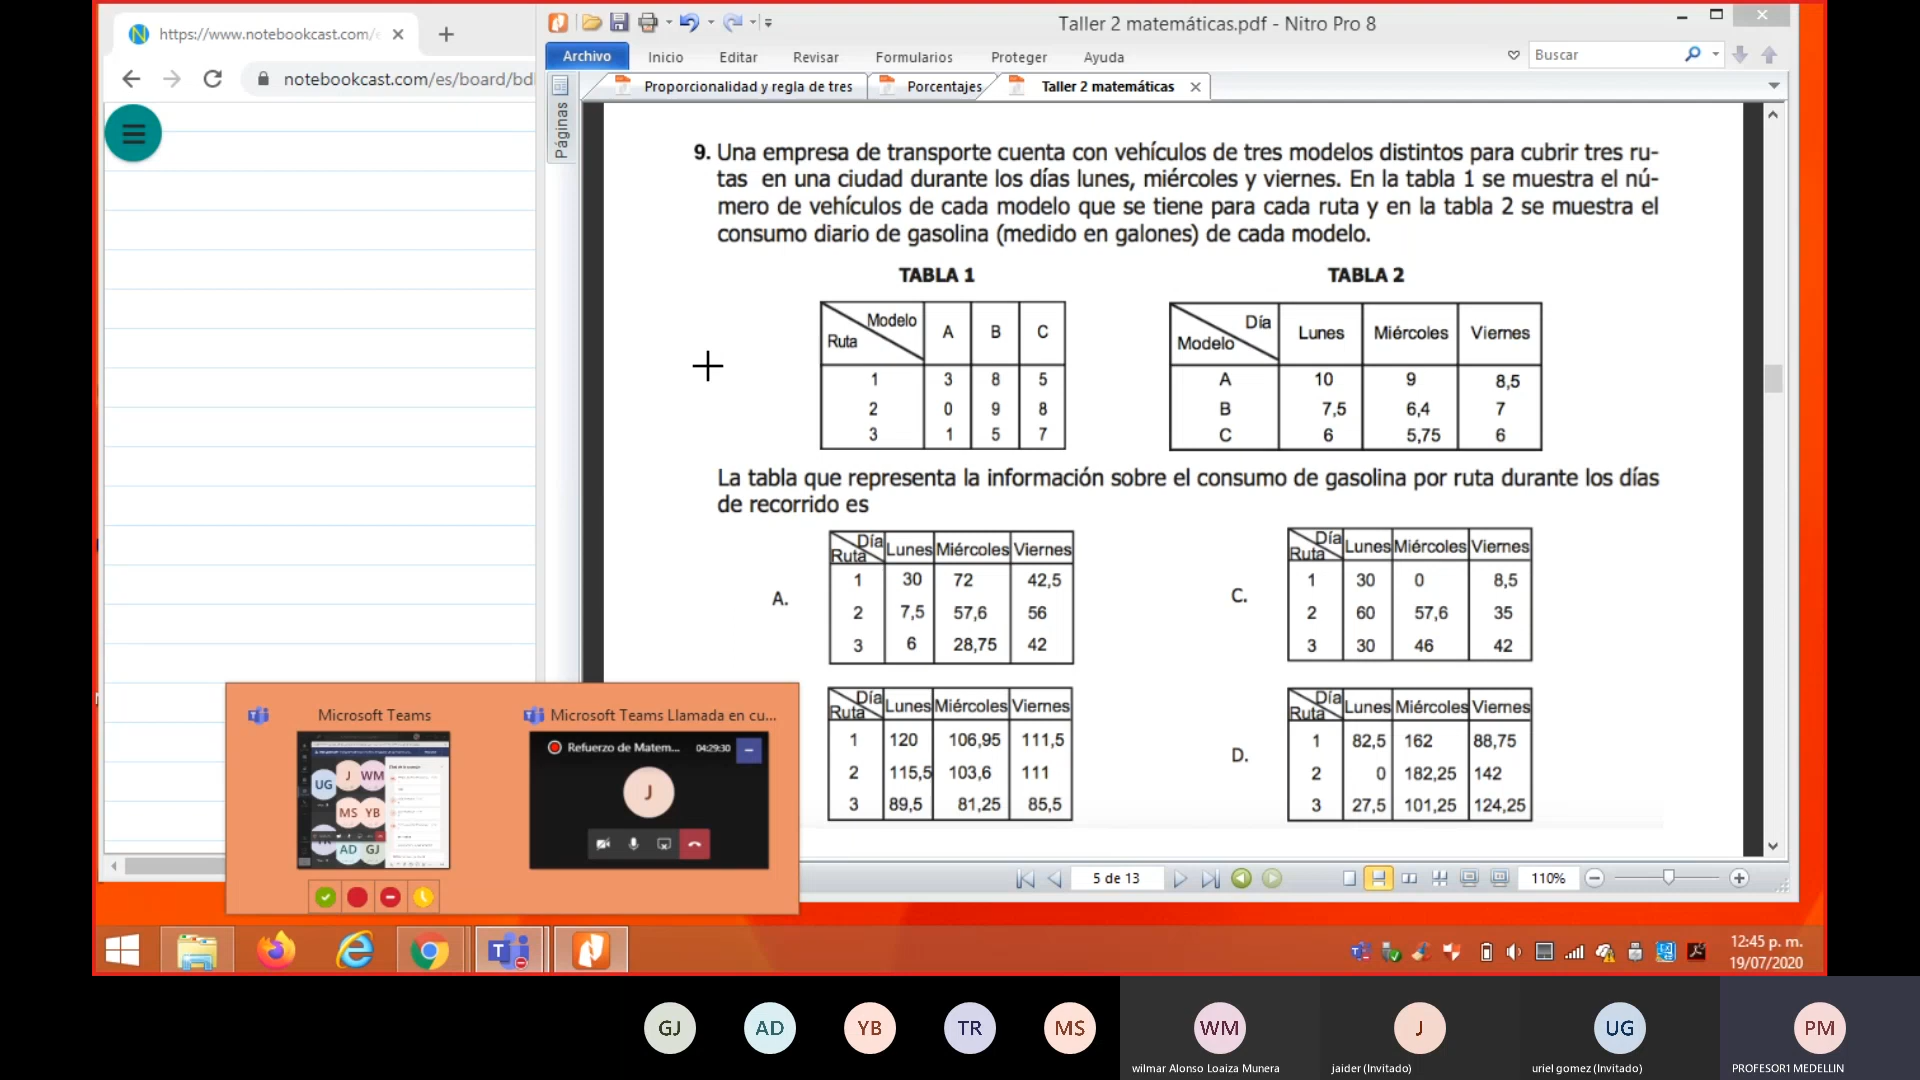 Taller 2 matemáticas.pdf - Nitro Pro 8
https://www.notebookcast.com/e
notebookcast.com/es/board/bd
Archivo Inicio Editar Revisar Formularios Proteger Ayuda
Buscar
Proporcionalidad y regla de tres Porcentajes Taller 2 matemáticas
Páginas
9. Una empresa de transporte cuenta con vehículos de tres modelos distintos para cubrir tres ru-
tas en una ciudad durante los días lunes, miércoles y viernes. En la tabla 1 se muestra el nú-
mero de vehículos de cada modelo que se tiene para cada ruta y en la tabla 2 se muestra el
consumo diario de gasolina (medido en galones) de cada modelo.
TABLA 1
Modelo
Ruta
A B C
1 3 8 5
2 0 9 8
3 1 5 7
TABLA 2
Día
Modelo
Lunes Miércoles Viernes
A 10 9 8,5
B 7,5 6,4 7
C 6 5,75 6
La tabla que representa la información sobre el consumo de gasolina por ruta durante los días
de recorrido es
A.
Día
Ruta
Lunes Miércoles Viernes
1 30 72 42,5
2 7,5 57,6 56
3 6 28,75 42
C.
Día
Ruta
Lunes Miércoles Viernes
1 30 0 8,5
2 60 57,6 35
3 30 46 42
Día
Ruta
Lunes Miércoles Viernes
1 120 106,95 111,5
2 115,5 103,6 111
3 89,5 81,25 85,5
D.
Día
Ruta
Lunes Miércoles Viernes
1 82,5 162 88,75
2 0 182,25 142
3 27,5 101,25 124,25
Microsoft Teams
UG J WM
MS YB
AD GJ
Microsoft Teams Llamada en cu...
Refuerzo de Matem... 04:29:30
J
5 de 13
110%
12:45 p. m.
19/07/2020
GJ AD YB TR MS WM J UG PM
wilmar Alonso Loaiza Munera
jaider (Invitado)
uriel gomez (Invitado)
PROFESOR1 MEDELLIN